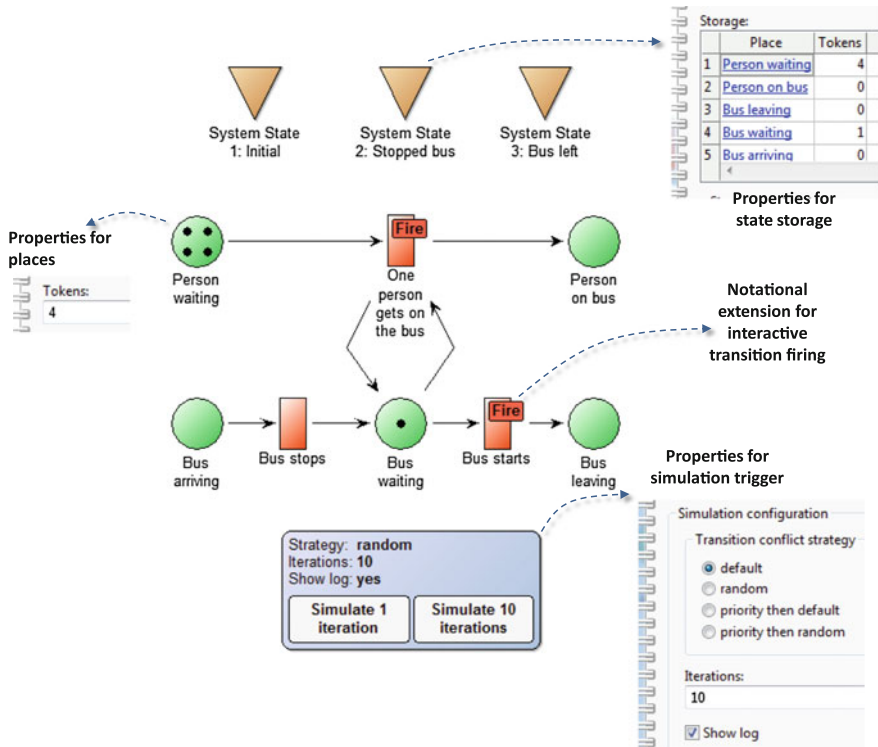 Storage:
Place Tokens
1 Person waiting 4
2 Person on bus 0
3 Bus leaving 0
4 Bus waiting 1
5 Bus arriving 0
Properties for
state storage
System State
1: Initial
System State
2: Stopped bus
System State
3: Bus left
Properties for
places
Tokens:
4
Person
waiting
Fire
One
person
gets on
the bus
Person
on bus
Notational
extension for
interactive
transition firing
Bus
arriving
Bus stops
Bus
waiting
Fire
Bus starts
Bus
leaving
Properties for
simulation trigger
Strategy: random
Iterations: 10
Show log: yes
Simulate 1
iteration
Simulate 10
iterations
Simulation configuration
Transition conflict strategy
default
random
priority then default
priority then random
Iterations:
10
Show log